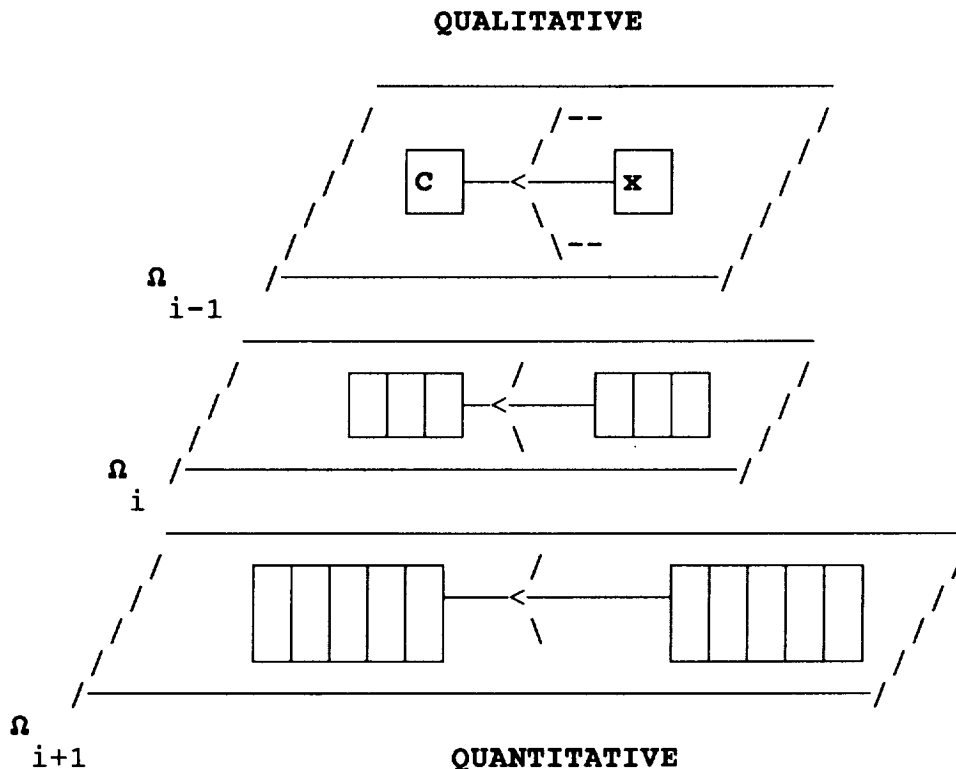 QUALITATIVE
C < x
Ω i-1
<
Ω i
<
Ω i+1
QUANTITATIVE